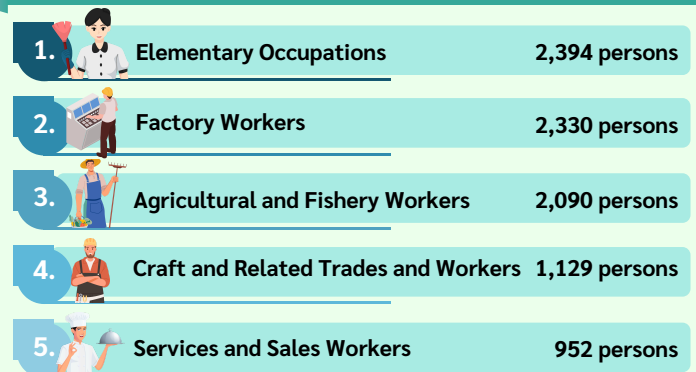 1. Elementary Occupations 2,394 persons
2. Factory Workers 2,330 persons
3. Agricultural and Fishery Workers 2,090 persons
4. Craft and Related Trades and Workers 1,129 persons
5. Services and Sales Workers 952 persons